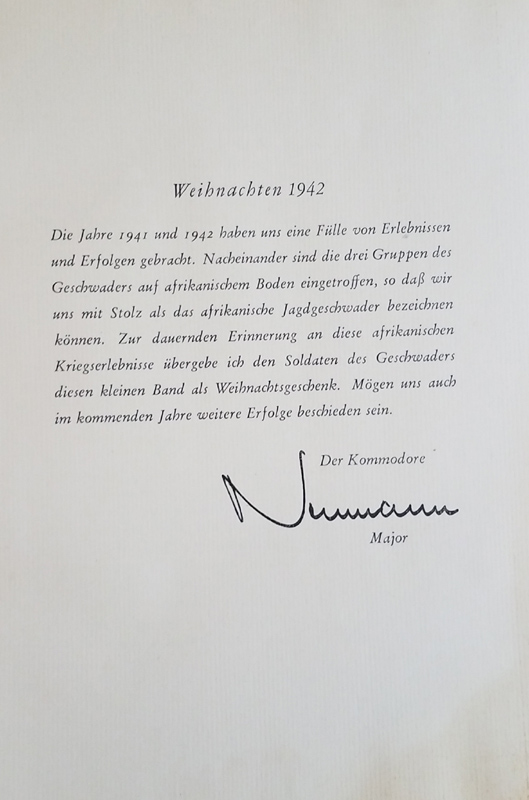 Weihnachten 1942
Die Jahre 1941 und 1942 haben uns eine Fülle von Erlebnissen
und Erfolgen gebracht. Nacheinander sind die drei Gruppen des
Geschwaders auf afrikanischem Boden eingetroffen, so daß wir
uns mit Stolz als das afrikanische Jagdgeschwader bezeichnen
können. Zur dauernden Erinnerung an diese afrikanischen
Kriegserlebnisse übergebe ich den Soldaten des Geschwaders
diesen kleinen Band als Weihnachtsgeschenk. Mögen uns auch
im kommenden Jahre weitere Erfolge beschieden sein.
Der Kommodore
Neumann
Major